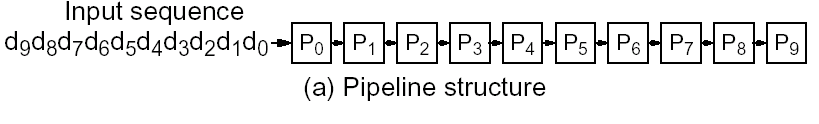 Input sequence
d₉d₈d₇d₆d₅d₄d₃d₂d₁d₀ P₀ P₁ P₂ P₃ P₄ P₅ P₆ P₇ P₈ P₉
(a) Pipeline structure